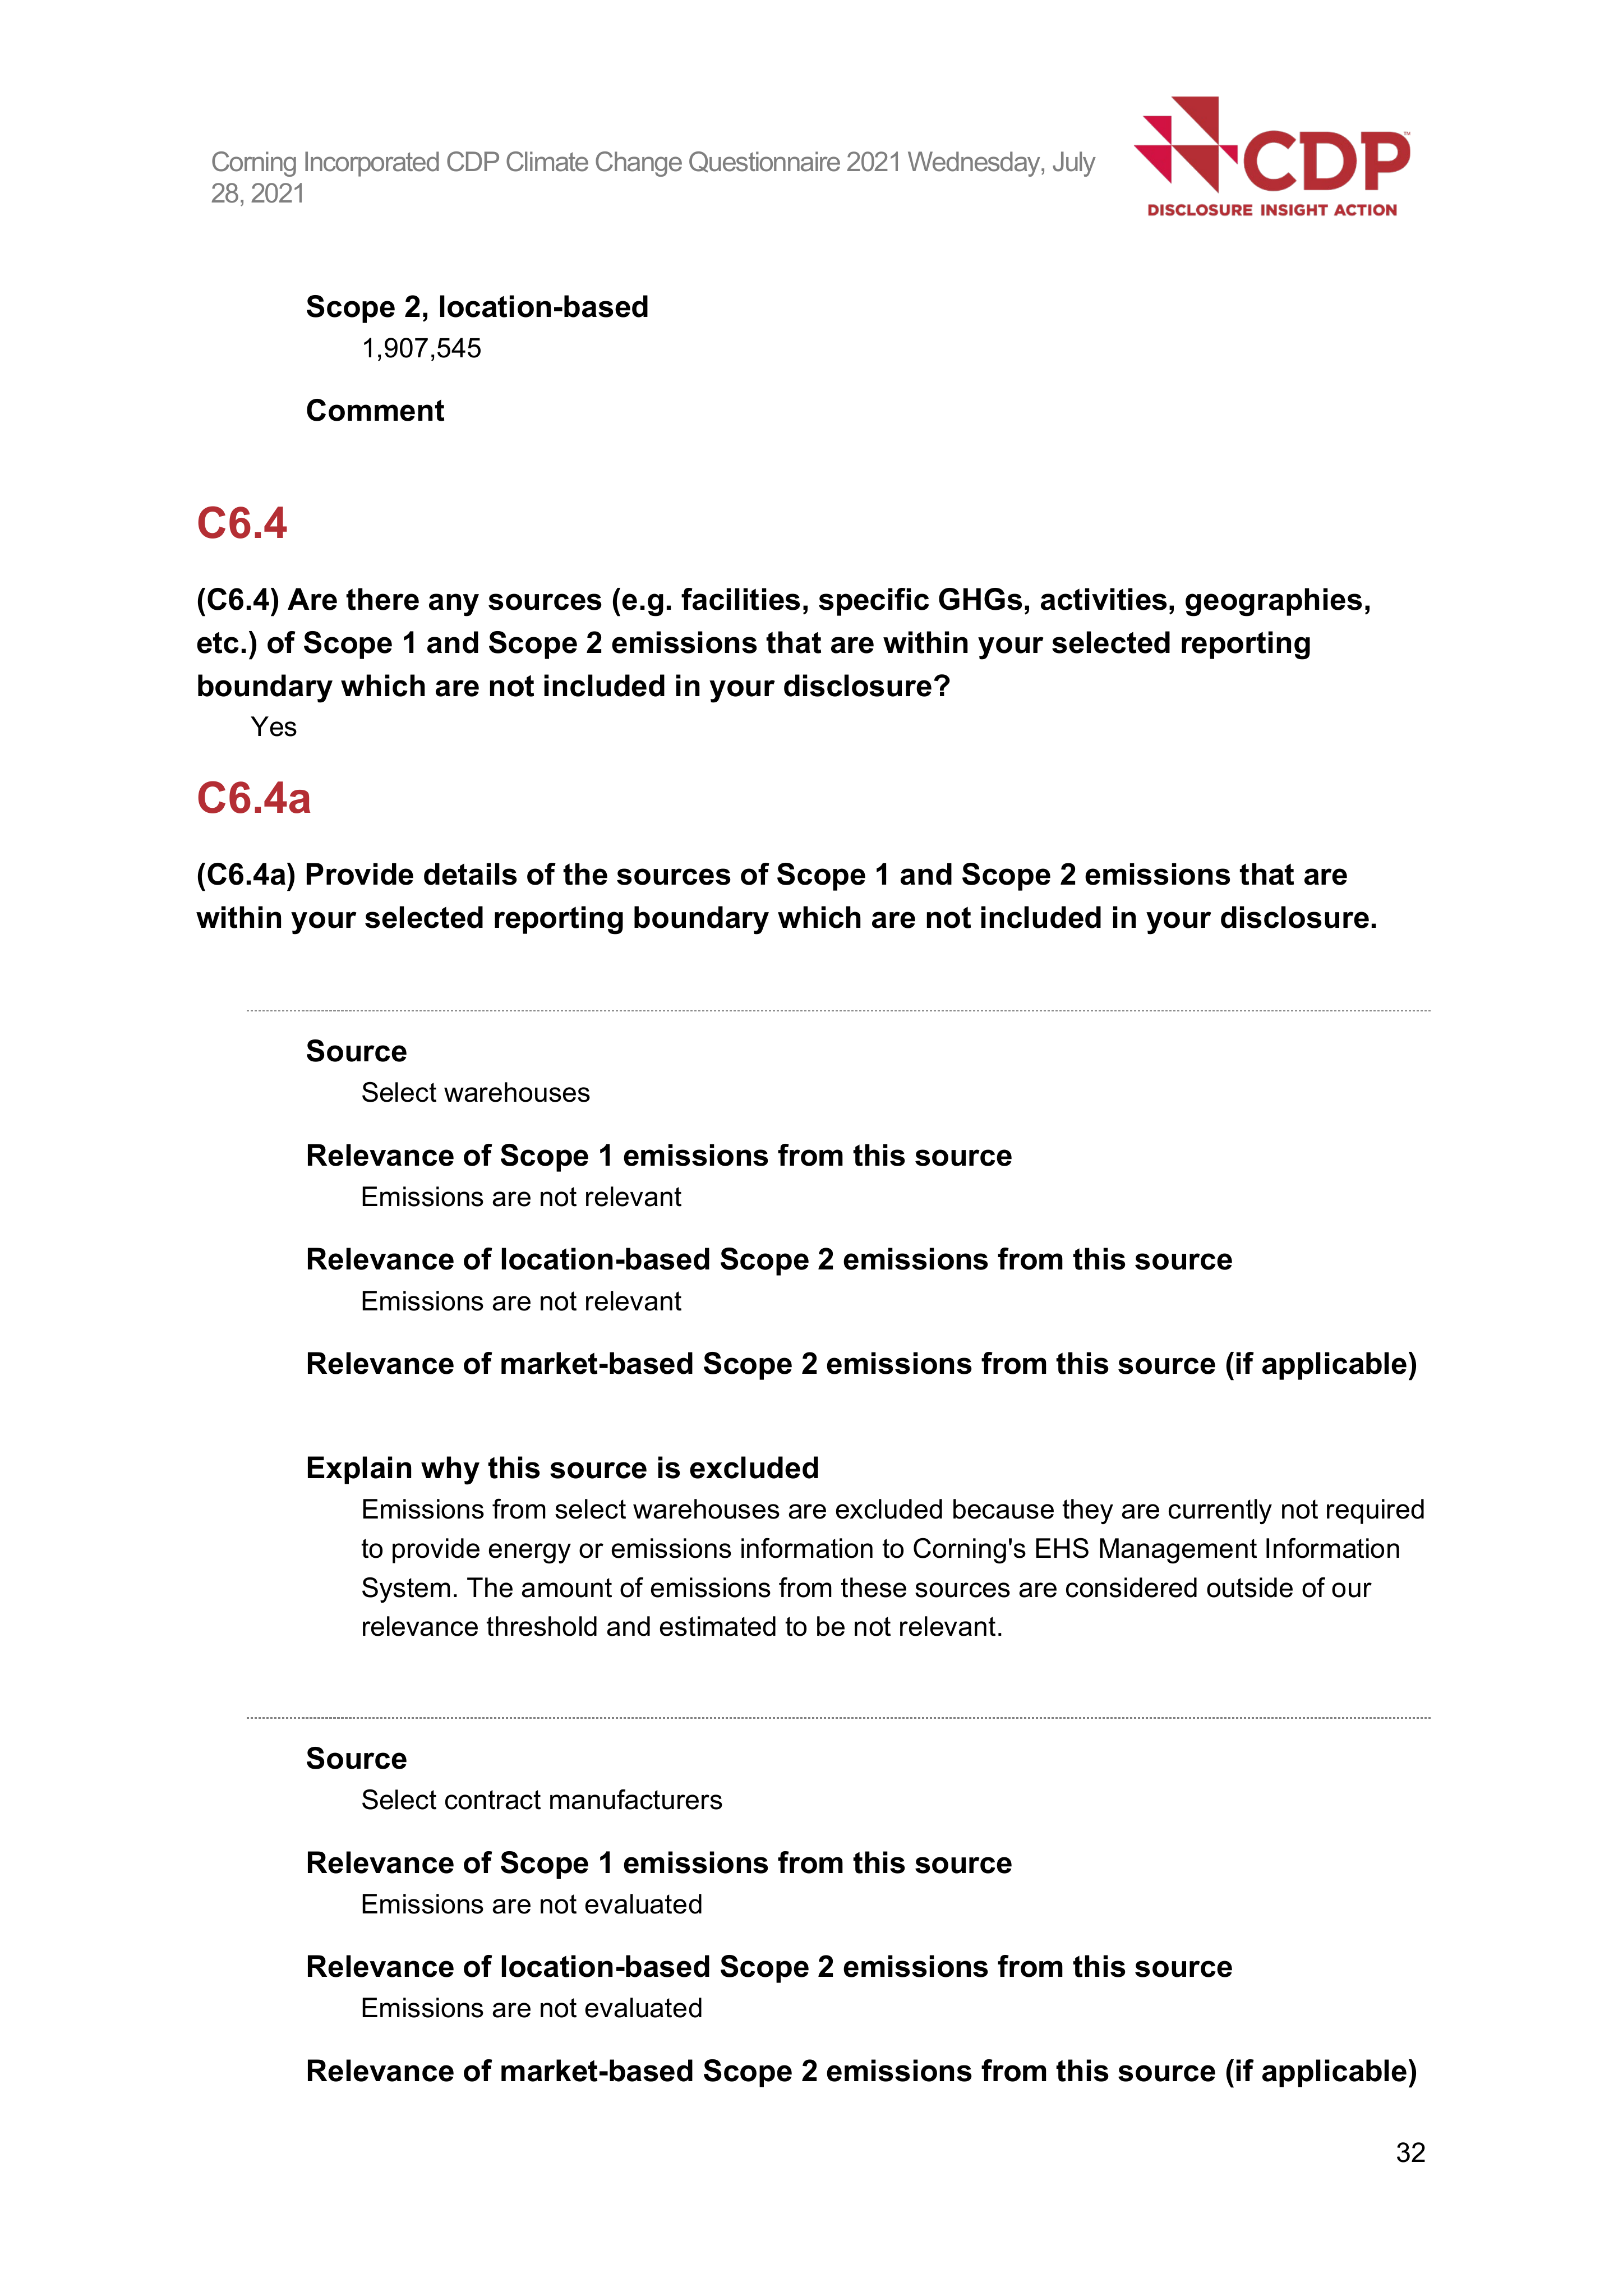 Corning Incorporated CDP Climate Change Questionnaire 2021 Wednesday, July
28, 2021
CDP™
DISCLOSURE INSIGHT ACTION
Scope 2, location-based
1,907,545
Comment
C6.4
(C6.4) Are there any sources (e.g. facilities, specific GHGs, activities, geographies,
etc.) of Scope 1 and Scope 2 emissions that are within your selected reporting
boundary which are not included in your disclosure?
Yes
C6.4a
(C6.4a) Provide details of the sources of Scope 1 and Scope 2 emissions that are
within your selected reporting boundary which are not included in your disclosure.
Source
Select warehouses
Relevance of Scope 1 emissions from this source
Emissions are not relevant
Relevance of location-based Scope 2 emissions from this source
Emissions are not relevant
Relevance of market-based Scope 2 emissions from this source (if applicable)
Explain why this source is excluded
Emissions from select warehouses are excluded because they are currently not required
to provide energy or emissions information to Corning's EHS Management Information
System. The amount of emissions from these sources are considered outside of our
relevance threshold and estimated to be not relevant.
Source
Select contract manufacturers
Relevance of Scope 1 emissions from this source
Emissions are not evaluated
Relevance of location-based Scope 2 emissions from this source
Emissions are not evaluated
Relevance of market-based Scope 2 emissions from this source (if applicable)
32